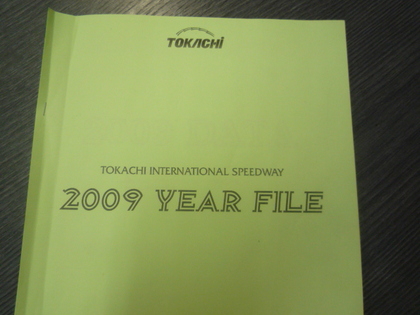 TOKACHi
TOKACHI INTERNATIONAL SPEEDWAY
2009 YEAR FILE